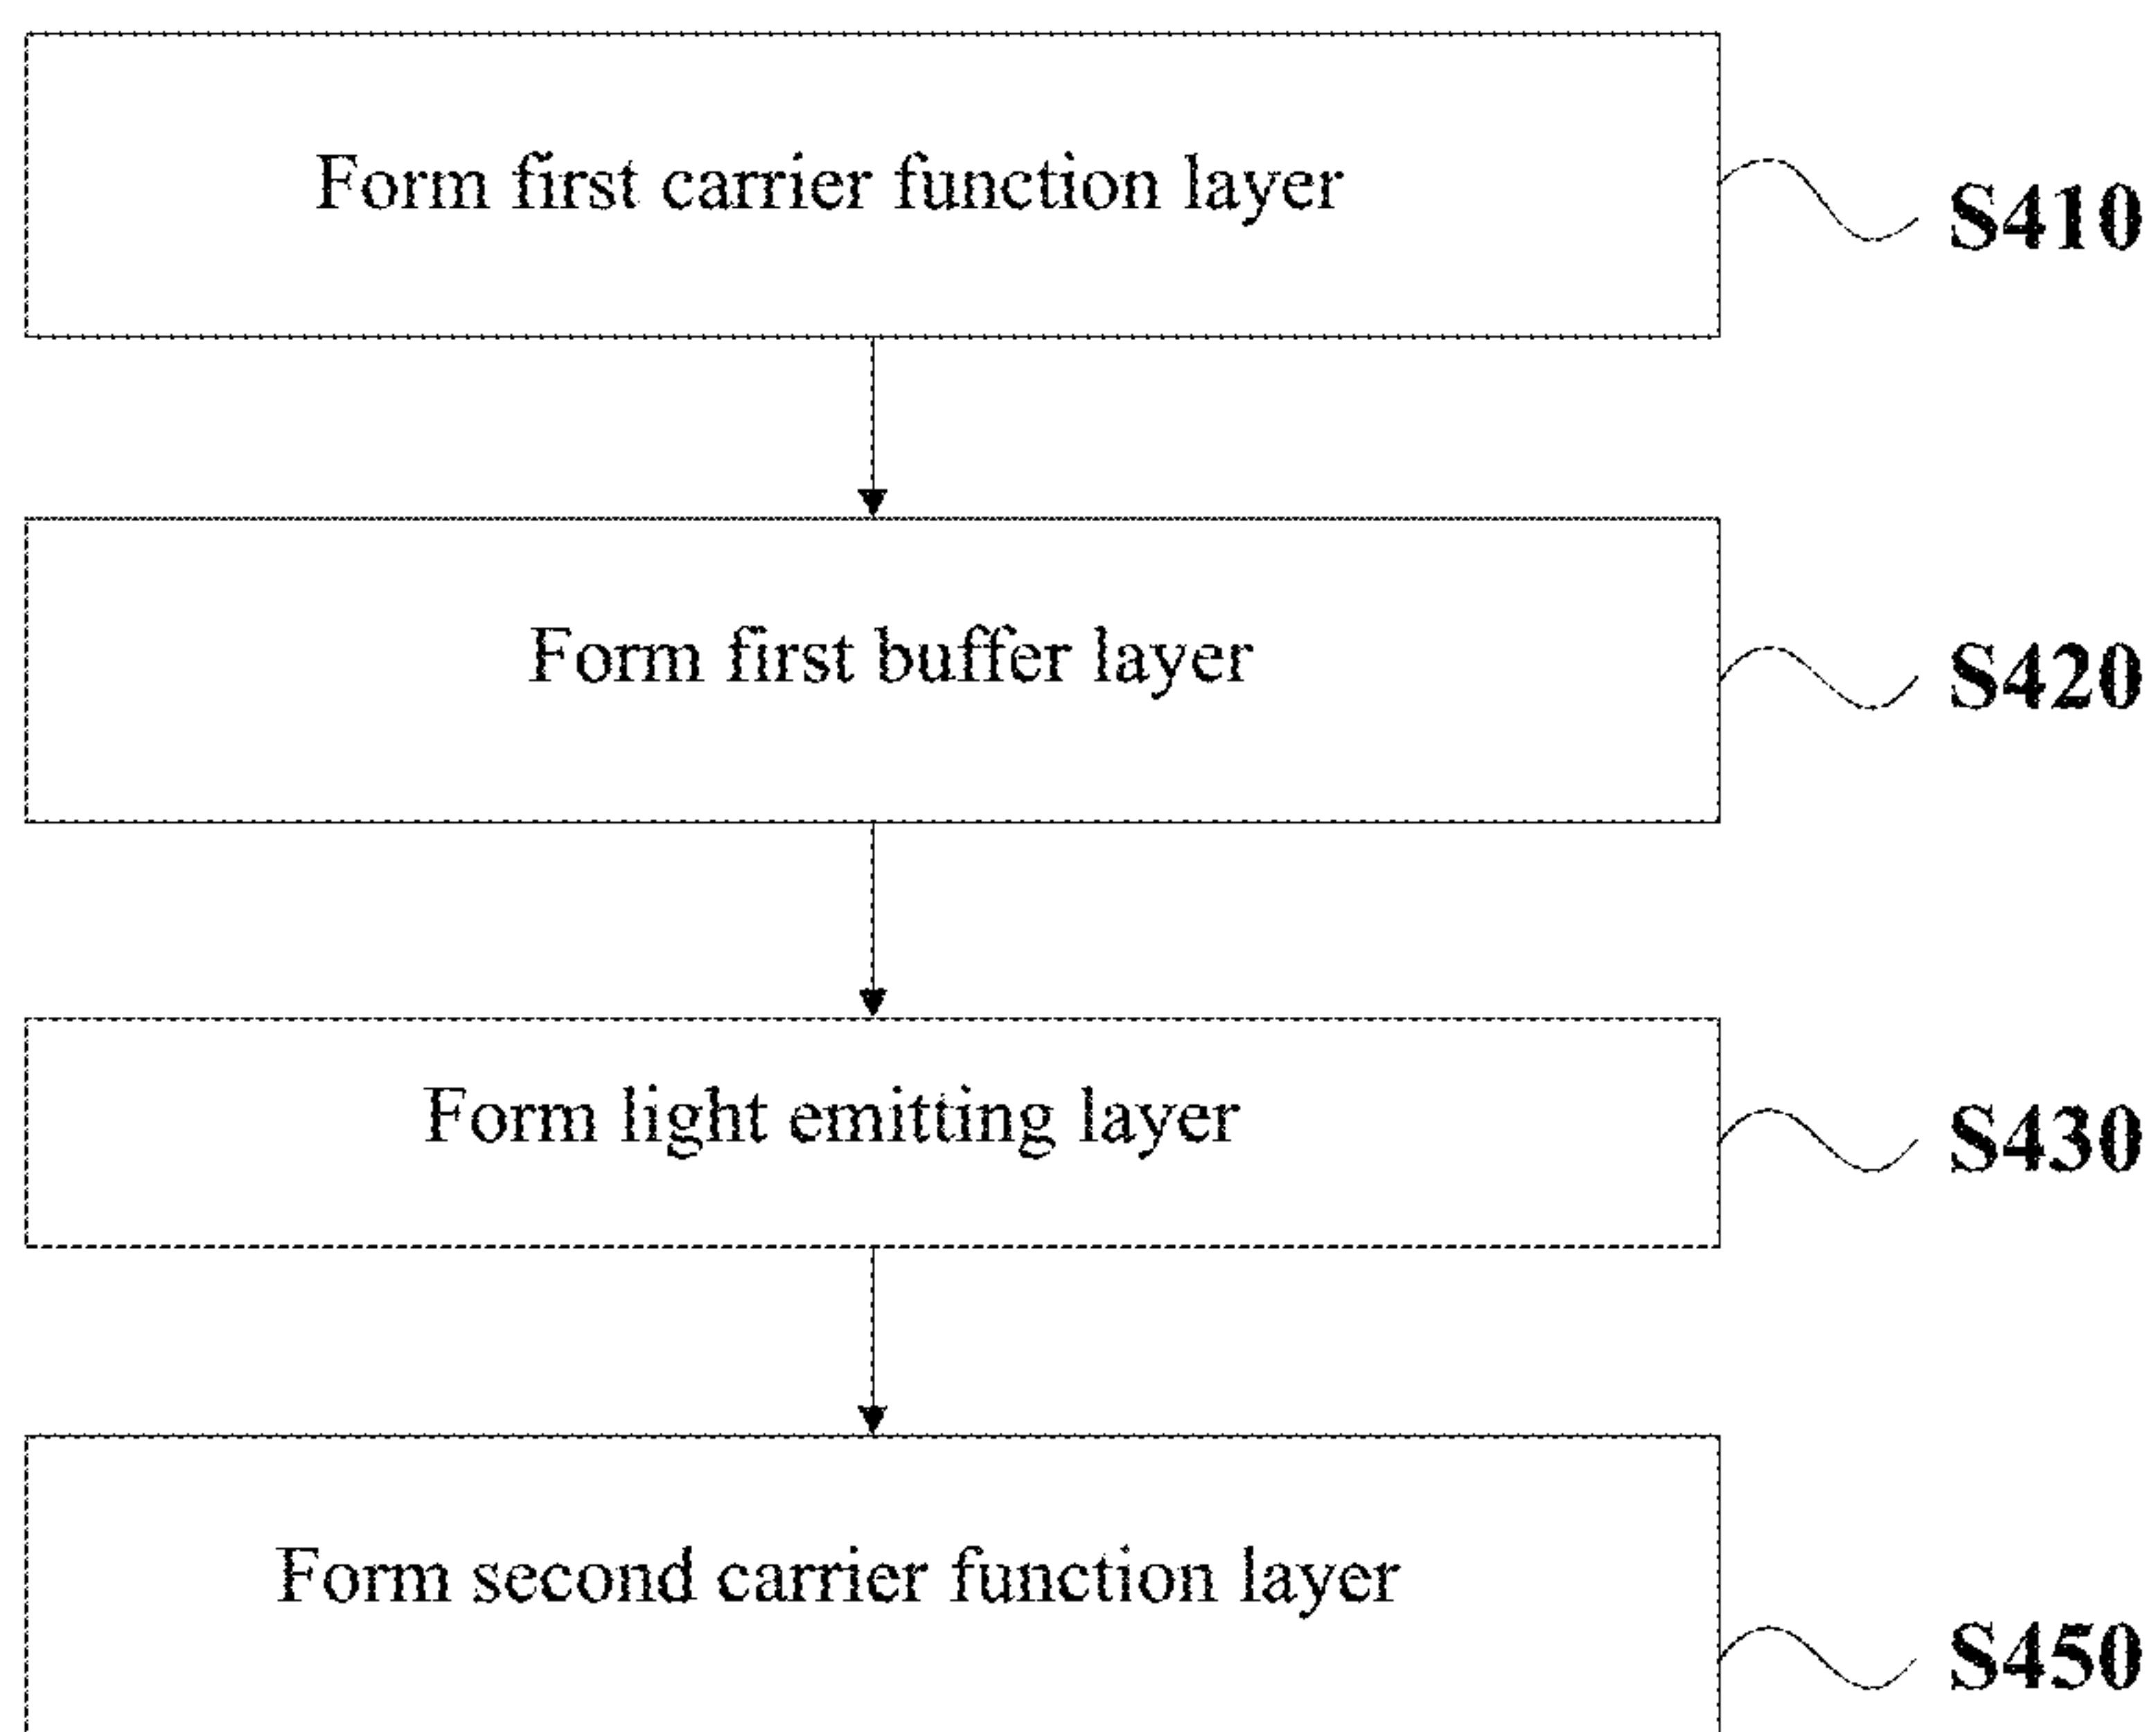 Form first carrier function layer
S410
Form first buffer layer
S420
Form light emitting layer
S430
Form second carrier function layer
S450